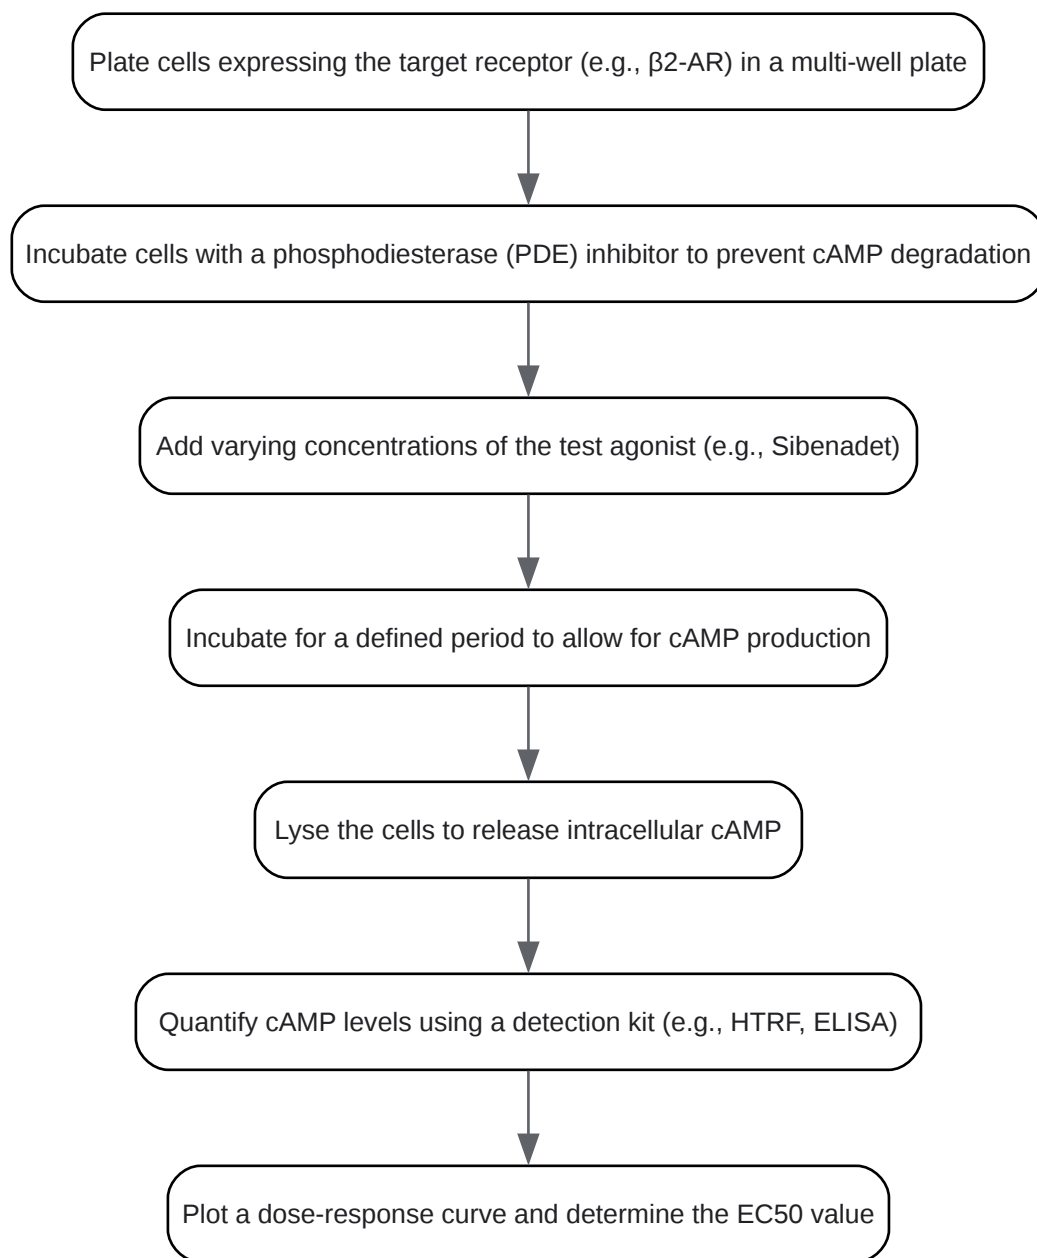 Plate cells expressing the target receptor (e.g., β2-AR) in a multi-well plate
Incubate cells with a phosphodiesterase (PDE) inhibitor to prevent cAMP degradation
Add varying concentrations of the test agonist (e.g., Sibenadet)
Incubate for a defined period to allow for cAMP production
Lyse the cells to release intracellular cAMP
Quantify cAMP levels using a detection kit (e.g., HTRF, ELISA)
Plot a dose-response curve and determine the EC50 value